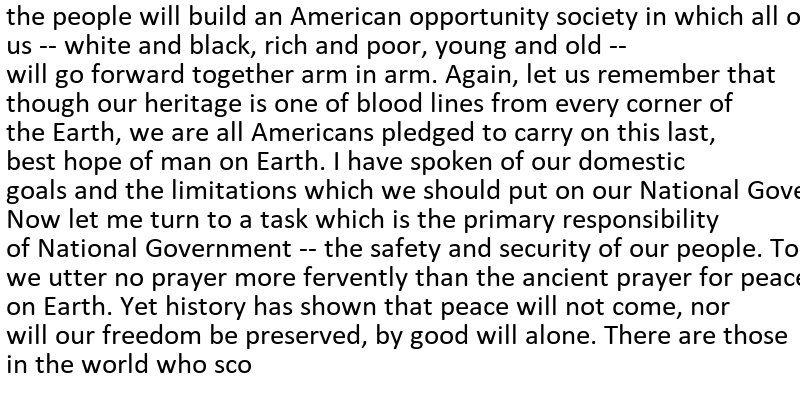 the people will build an American opportunity society in which all o
us -- white and black, rich and poor, young and old --
will go forward together arm in arm. Again, let us remember that
though our heritage is one of blood lines from every corner of
the Earth, we are all Americans pledged to carry on this last,
best hope of man on Earth. I have spoken of our domestic
goals and the limitations which we should put on our National Gove
Now let me turn to a task which is the primary responsibility
of National Government -- the safety and security of our people. To
we utter no prayer more fervently than the ancient prayer for peace
on Earth. Yet history has shown that peace will not come, nor
will our freedom be preserved, by good will alone. There are those
in the world who sco